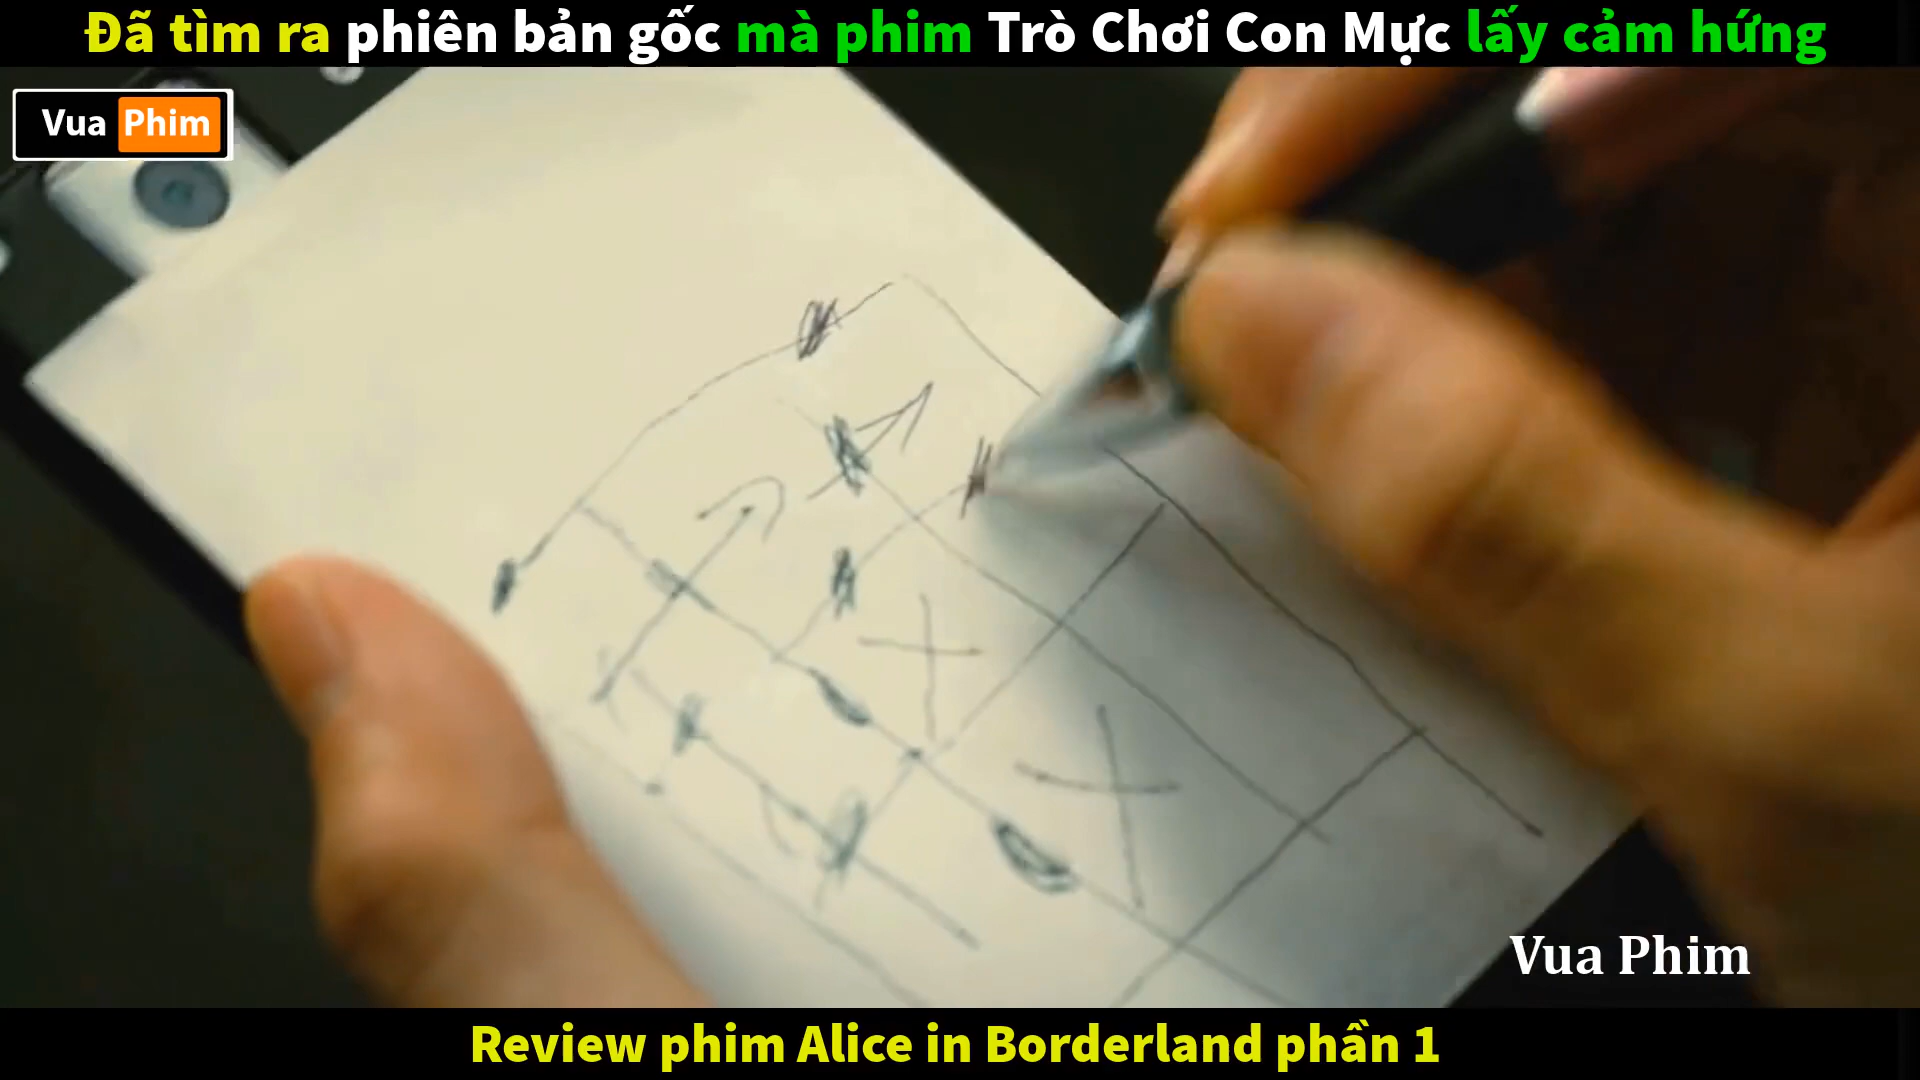 Đã tìm ra phiên bản gốc mà phim Trò Chơi Con Mực lấy cảm hứng
Vua Phim
Vua Phim
Review phim Alice in Borderland phần 1